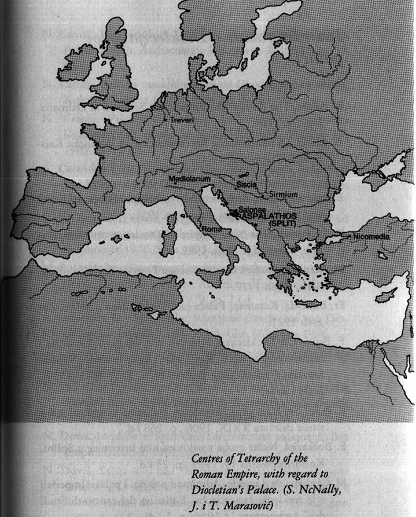 Treveri
Mediolanum
Siscia
Sirmium
Salonae
ASPALATHOS
(SPLIT)
Roma
Nicomedia
Centres of Tetrarchy of the
Roman Empire, with regard to
Diocletian's Palace. (S. NcNally,
J. i T. Marasović)